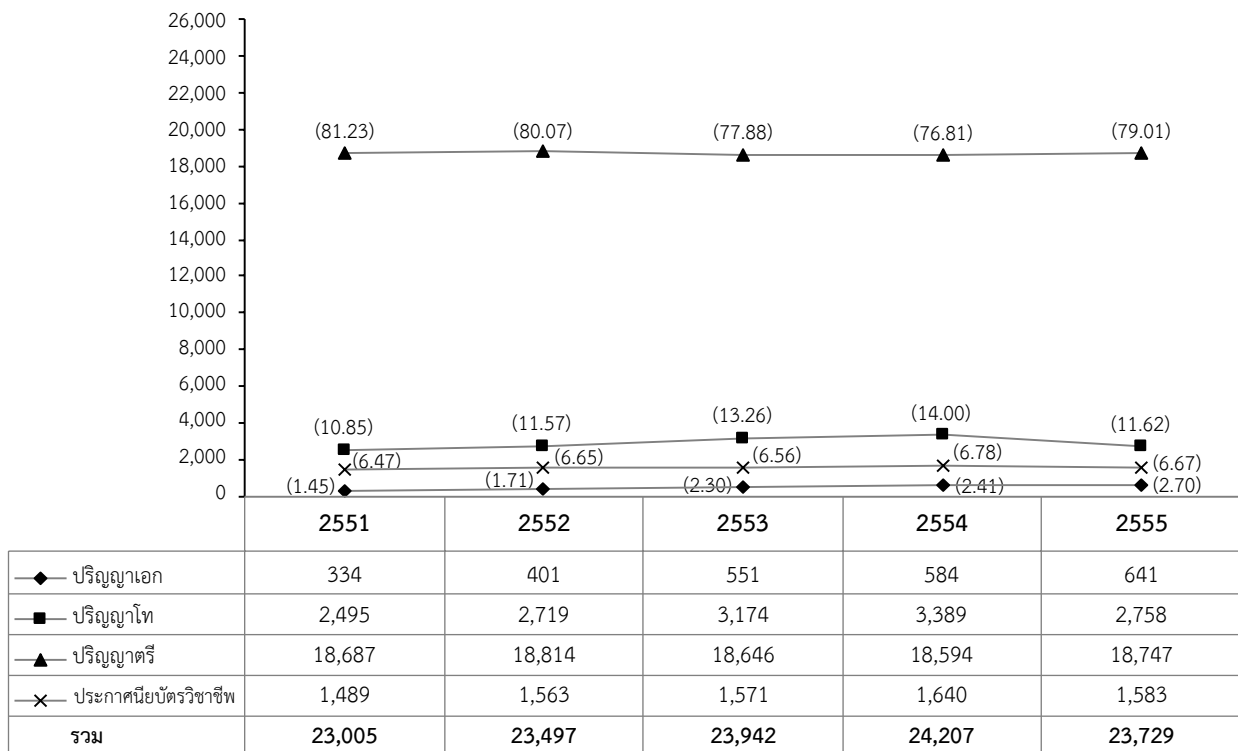 26,000
24,000
22,000
20,000
18,000
16,000
14,000
12,000
10,000
8,000
6,000
4,000
2,000
0
(81.23) (80.07) (77.88) (76.81) (79.01)
(10.85) (11.57) (13.26) (14.00) (11.62)
(6.47) (6.65) (6.56) (6.78) (6.67)
(1.45) (1.71) (2.30) (2.41) (2.70)
2551 2552 2553 2554 2555
ปริญญาเอก 334 401 551 584 641
ปริญญาโท 2,495 2,719 3,174 3,389 2,758
ปริญญาตรี 18,687 18,814 18,646 18,594 18,747
ประกาศนียบัตรวิชาชีพ 1,489 1,563 1,571 1,640 1,583
รวม 23,005 23,497 23,942 24,207 23,729